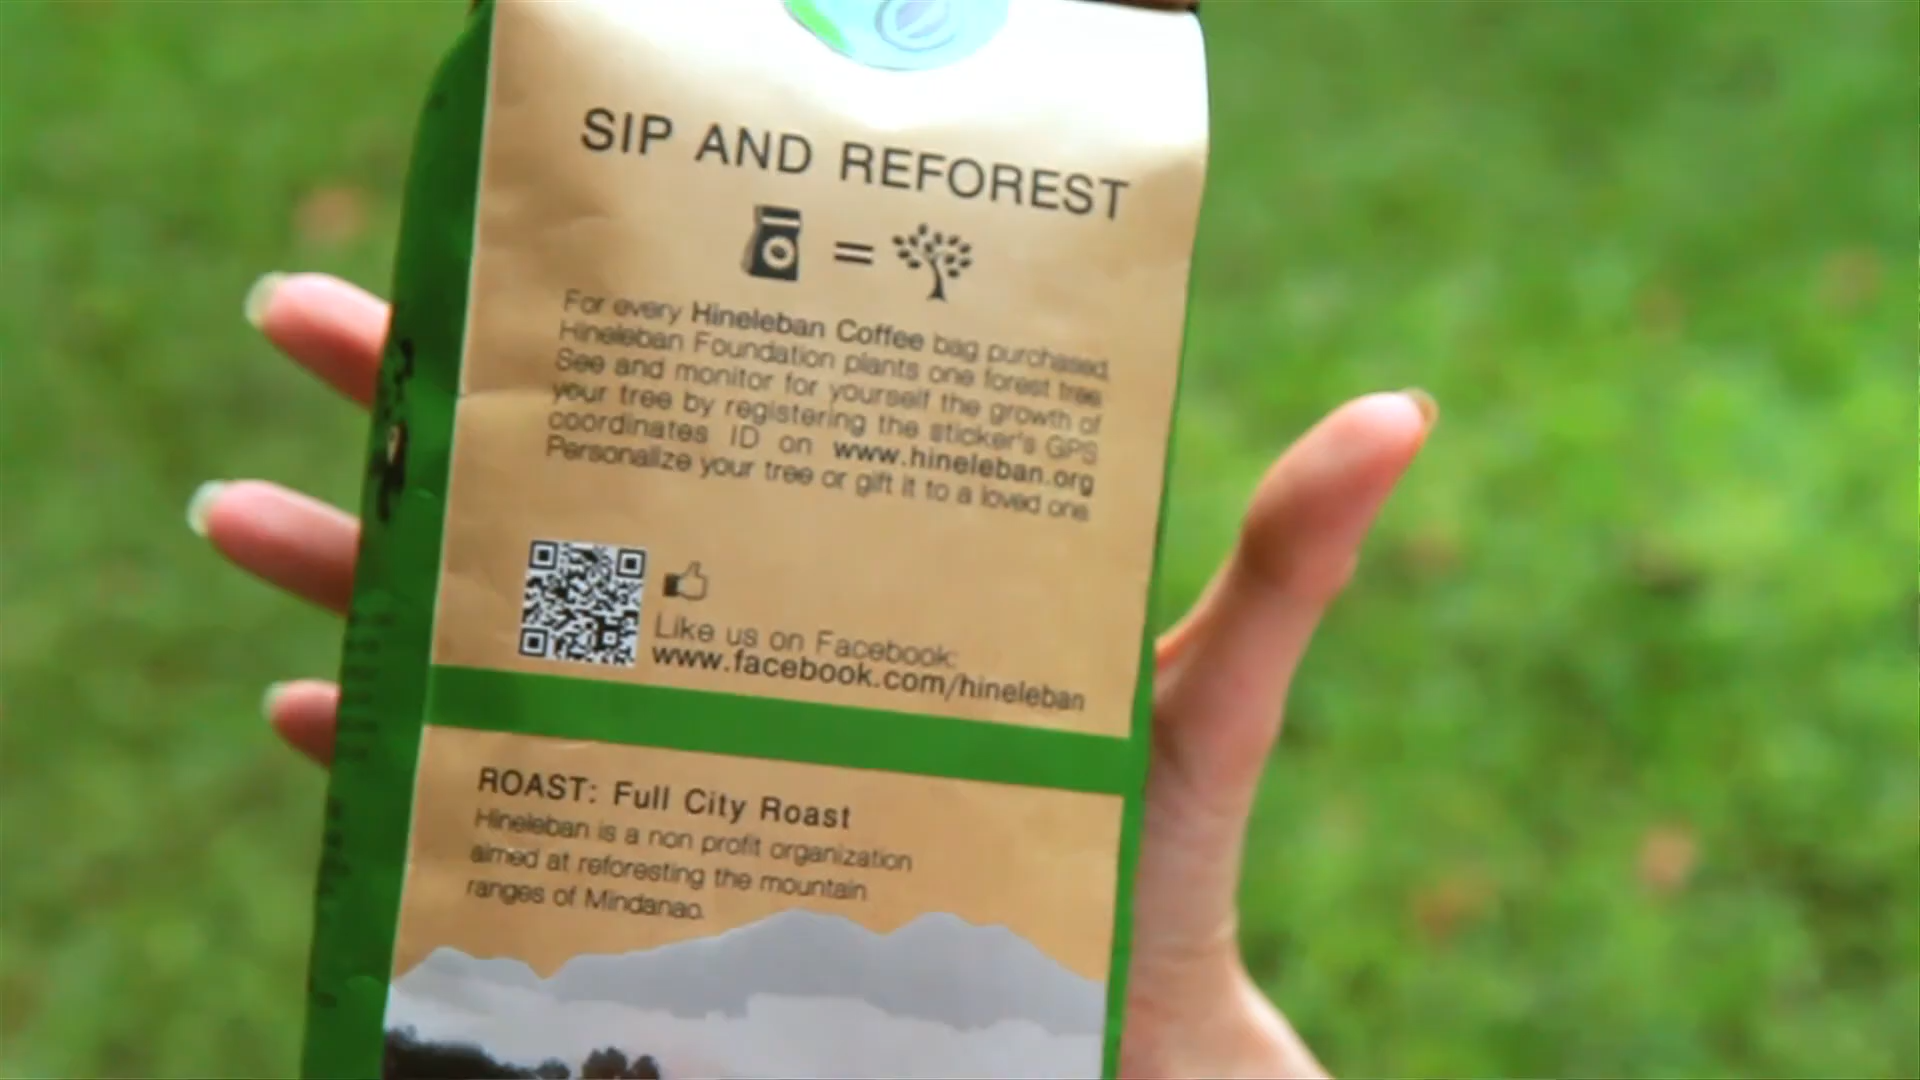 SIP AND REFOREST
=
For every Hineleban Coffee bag purchased,
Hineleban Foundation plants one forest tree
See and monitor for yourself the growth of
your tree by registering the sticker's GPS
coordinates ID on www.hineleban.org
Personalize your tree or gift it to a loved one
Like us on Facebook:
www.facebook.com/hineleban
ROAST: Full City Roast
Hineleban is a non profit organization
aimed at reforesting the mountain
ranges of Mindanao.